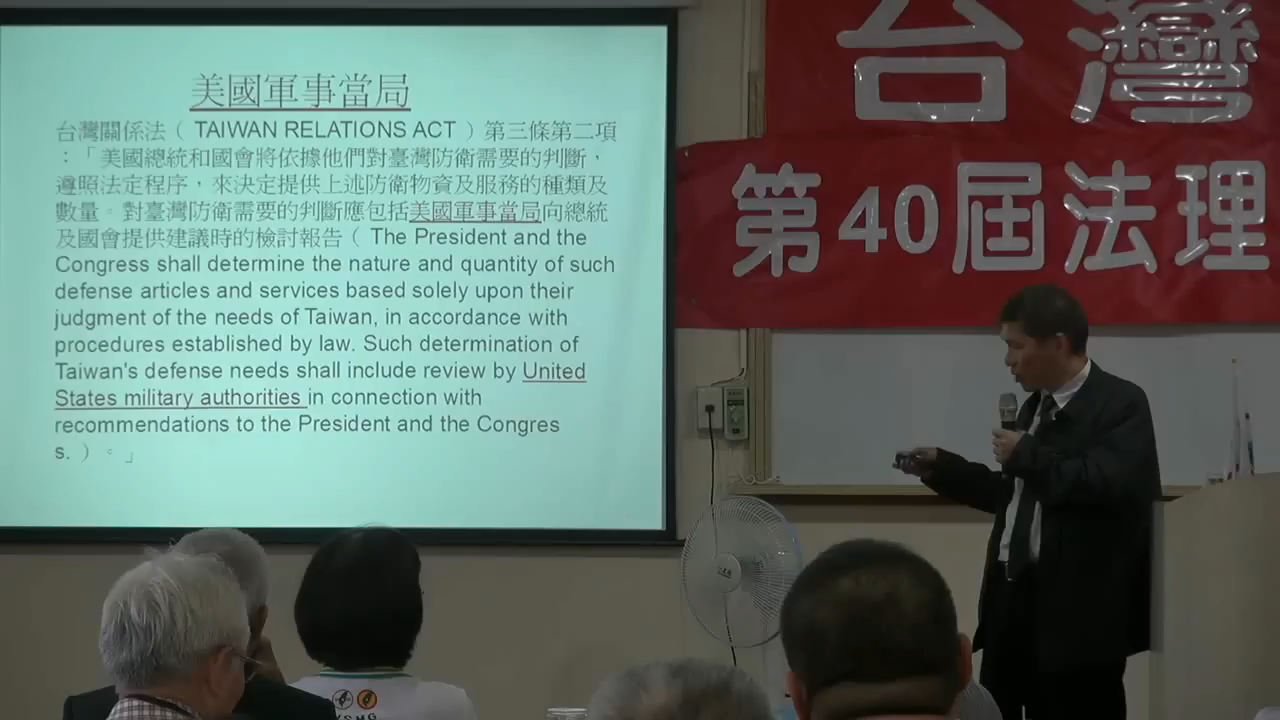 美國軍事當局
台灣關係法（ TAIWAN RELATIONS ACT ）第三條第二項
：「美國總統和國會將依據他們對臺灣防衛需要的判斷，
遵照法定程序，來決定提供上述防衛物資及服務的種類及
數量。對臺灣防衛需要的判斷應包括美國軍事當局向總統
及國會提供建議時的檢討報告（ The President and the
Congress shall determine the nature and quantity of such
defense articles and services based solely upon their
judgment of the needs of Taiwan, in accordance with
procedures established by law. Such determination of
Taiwan's defense needs shall include review by United
States military authorities in connection with
recommendations to the President and the Congres
s. ）。」
台灣
第40屆法理